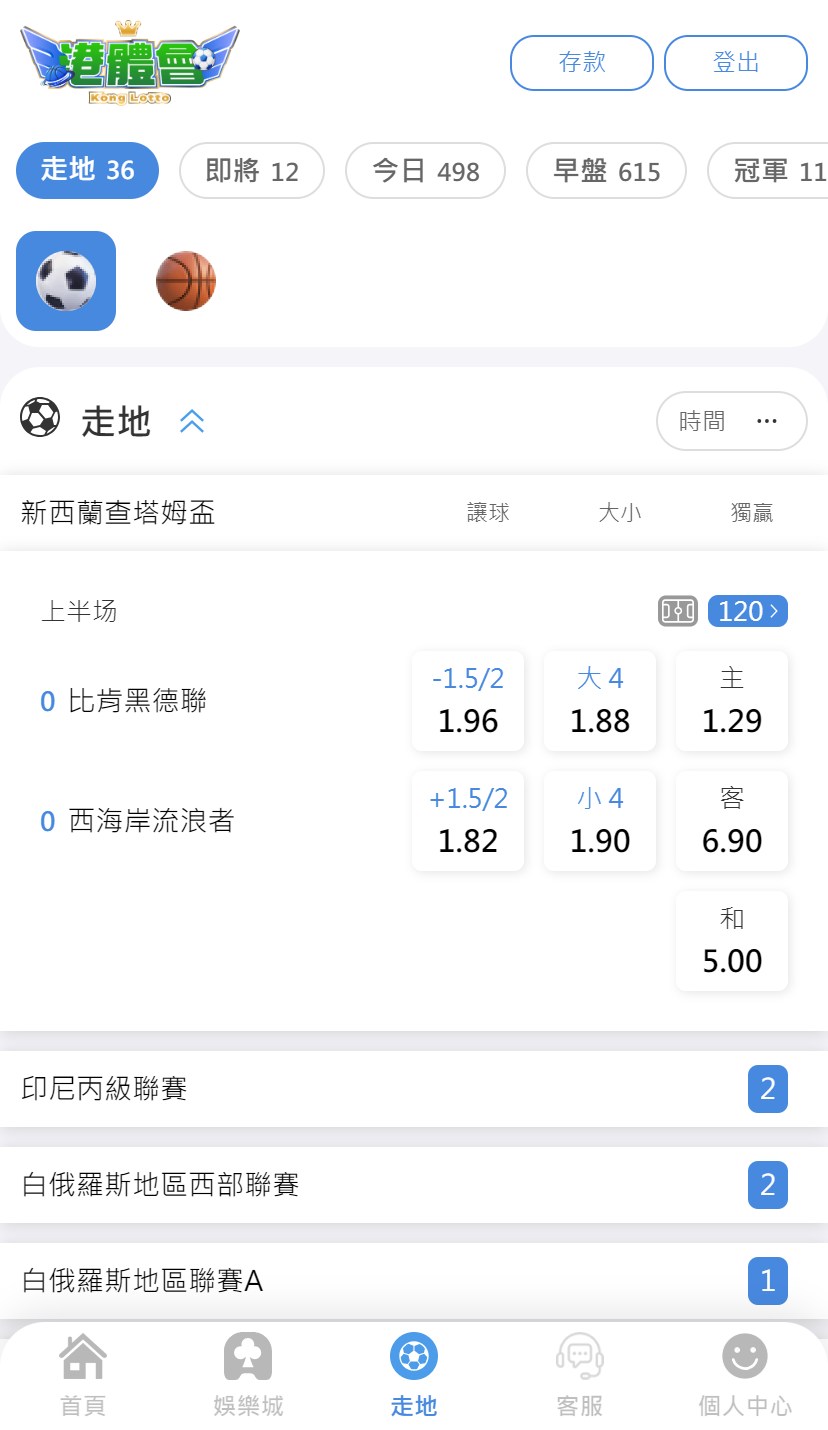 港體會
Kong Lotto
存款 登出
走地 36 即將 12 今日 498 早盤 615 冠軍 11
走地 時間 ...
新西蘭查塔姆盃 讓球 大小 獨贏
上半场 120
-1.5/2 大 4 主
0 比肯黑德聯 1.96 1.88 1.29
+1.5/2 小 4 客
0 西海岸流浪者 1.82 1.90 6.90
和
5.00
印尼丙級聯賽 2
白俄羅斯地區西部聯賽 2
白俄羅斯地區聯賽A 1
首頁 娛樂城 走地 客服 個人中心